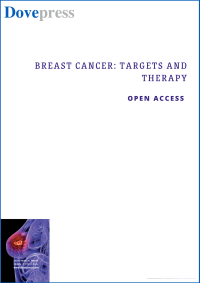 Dovepress
BREAST CANCER: TARGETS AND
THERAPY
OPEN ACCESS